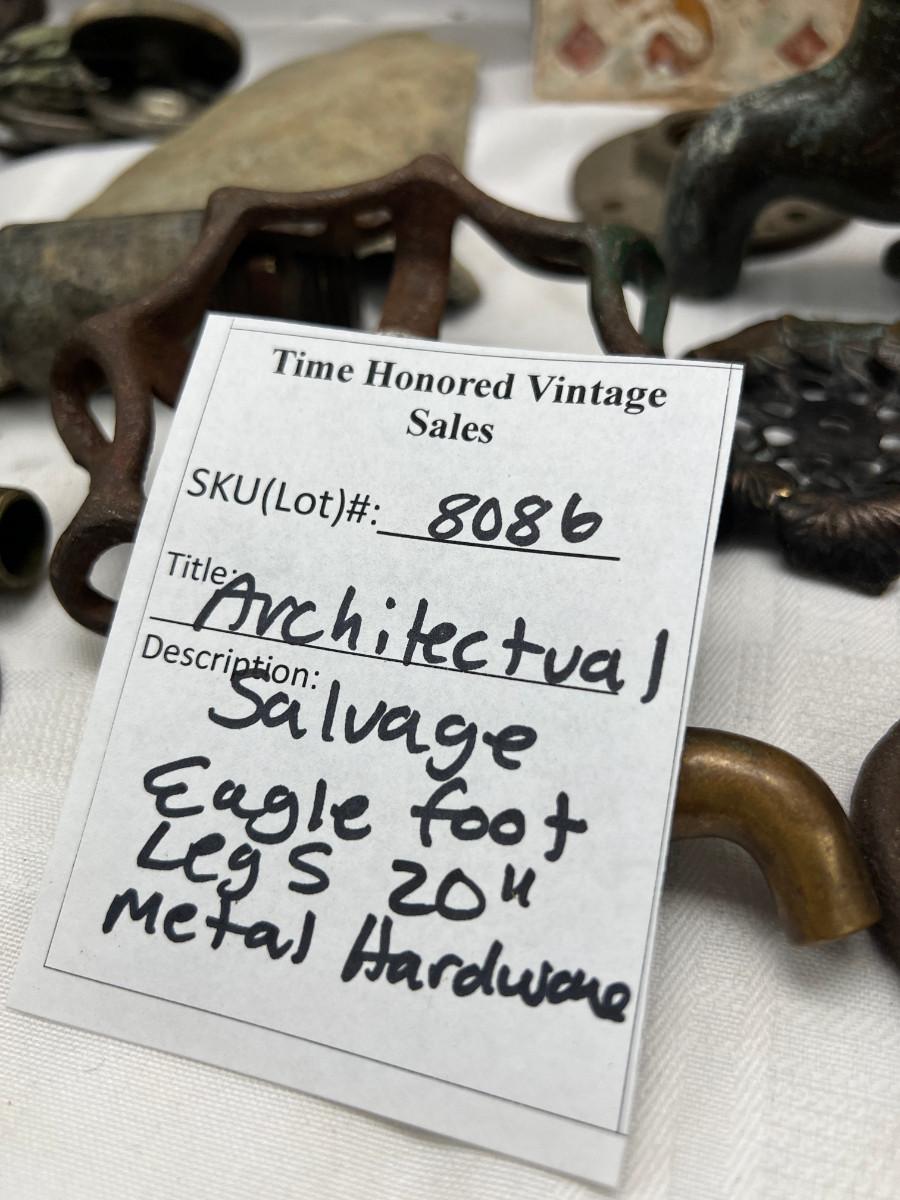 Time Honored Vintage
Sales
SKU(Lot)#: 8086
Title: Architectual
Description:
Salvage
Eagle foot
Legs 20"
Metal Hardware